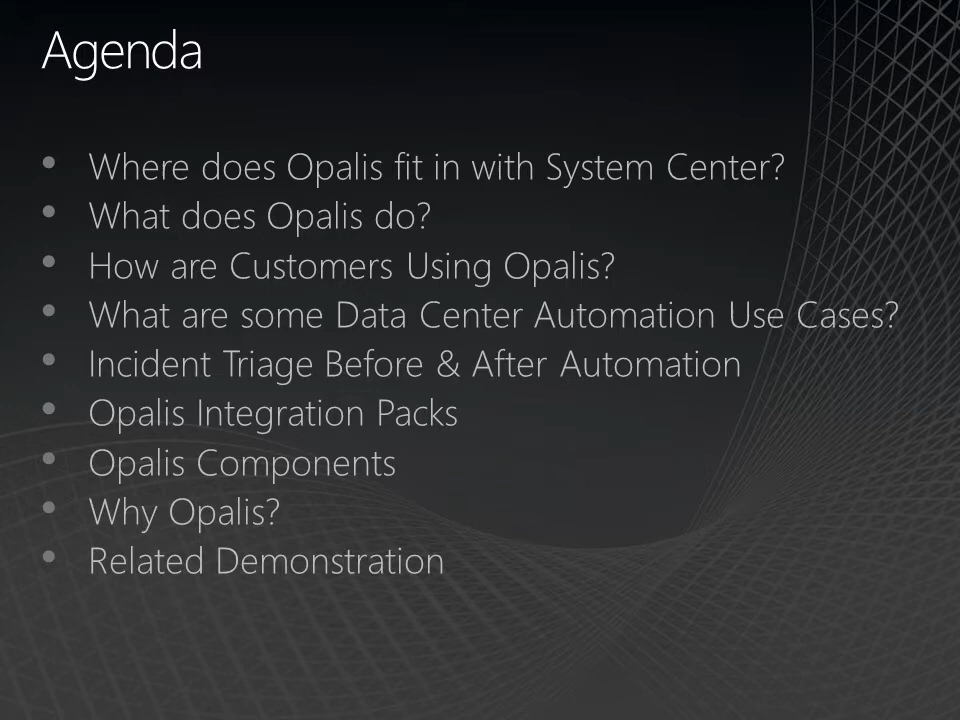 Agenda
• Where does Opalis fit in with System Center?
• What does Opalis do?
• How are Customers Using Opalis?
• What are some Data Center Automation Use Cases?
• Incident Triage Before & After Automation
• Opalis Integration Packs
• Opalis Components
• Why Opalis?
• Related Demonstration